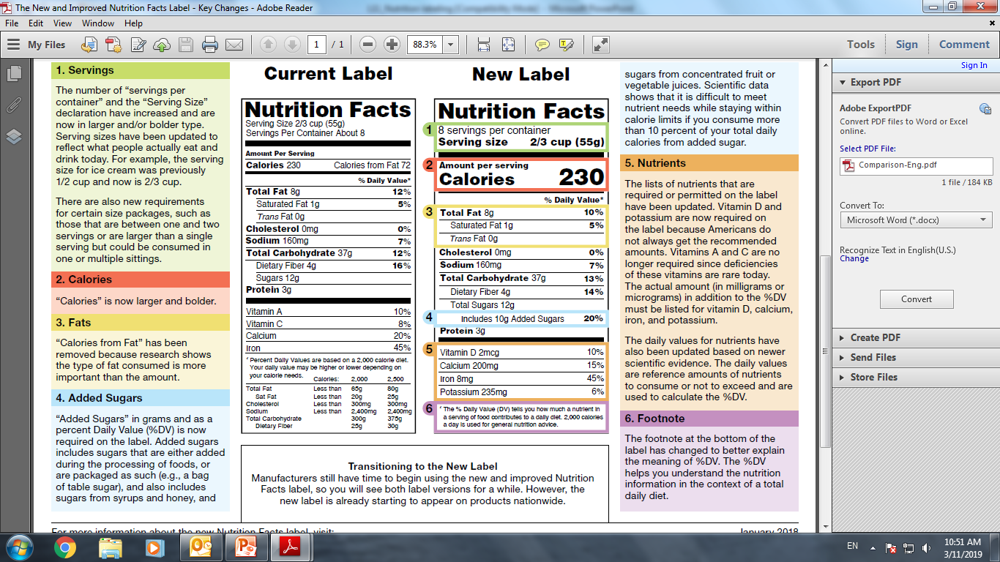 The New and Improved Nutrition Facts Label - Key Changes - Adobe Reader
File Edit View Window Help
My Files
1 / 1
88.3%
Tools Sign Comment
1. Servings
The number of “servings per
container” and the “Serving Size”
declaration have increased and are
now in larger and/or bolder type.
Serving sizes have been updated to
reflect what people actually eat and
drink today. For example, the serving
size for ice cream was previously
1/2 cup and now is 2/3 cup.
There are also new requirements
for certain size packages, such as
those that are between one and two
servings or are larger than a single
serving but could be consumed in
one or multiple sittings.
2. Calories
“Calories” is now larger and bolder.
3. Fats
“Calories from Fat” has been
removed because research shows
the type of fat consumed is more
important than the amount.
4. Added Sugars
“Added Sugars” in grams and as a
percent Daily Value (%DV) is now
required on the label. Added sugars
includes sugars that are either added
during the processing of foods, or
are packaged as such (e.g., a bag
of table sugar), and also includes
sugars from syrups and honey, and
Current Label
Nutrition Facts
Serving Size 2/3 cup (55g)
Servings Per Container About 8
Amount Per Serving
Calories 230 Calories from Fat 72
% Daily Value*
Total Fat 8g 12%
Saturated Fat 1g 5%
Trans Fat 0g
Cholesterol 0mg 0%
Sodium 160mg 7%
Total Carbohydrate 37g 12%
Dietary Fiber 4g 16%
Sugars 12g
Protein 3g
Vitamin A 10%
Vitamin C 8%
Calcium 20%
Iron 45%
* Percent Daily Values are based on a 2,000 calorie diet.
Your daily value may be higher or lower depending on
your calorie needs.
Calories: 2,000 2,500
Total Fat Less than 65g 80g
Sat Fat Less than 20g 25g
Cholesterol Less than 300mg 300mg
Sodium Less than 2,400mg 2,400mg
Total Carbohydrate 300g 375g
Dietary Fiber 25g 30g
New Label
Nutrition Facts
1 8 servings per container
Serving size 2/3 cup (55g)
2 Amount per serving
Calories 230
% Daily Value*
3 Total Fat 8g 10%
Saturated Fat 1g 5%
Trans Fat 0g
Cholesterol 0mg 0%
Sodium 160mg 7%
Total Carbohydrate 37g 13%
Dietary Fiber 4g 14%
Total Sugars 12g
4 Includes 10g Added Sugars 20%
Protein 3g
5 Vitamin D 2mcg 10%
Calcium 200mg 15%
Iron 8mg 45%
Potassium 235mg 6%
6 * The % Daily Value (DV) tells you how much a nutrient in
a serving of food contributes to a daily diet. 2,000 calories
a day is used for general nutrition advice.
Transitioning to the New Label
Manufacturers still have time to begin using the new and improved Nutrition
Facts label, so you will see both label versions for a while. However, the
new label is already starting to appear on products nationwide.
sugars from concentrated fruit or
vegetable juices. Scientific data
shows that it is difficult to meet
nutrient needs while staying within
calorie limits if you consume more
than 10 percent of your total daily
calories from added sugar.
5. Nutrients
The lists of nutrients that are
required or permitted on the label
have been updated. Vitamin D and
potassium are now required on
the label because Americans do
not always get the recommended
amounts. Vitamins A and C are no
longer required since deficiencies
of these vitamins are rare today.
The actual amount (in milligrams or
micrograms) in addition to the %DV
must be listed for vitamin D, calcium,
iron, and potassium.
The daily values for nutrients have
also been updated based on newer
scientific evidence. The daily values
are reference amounts of nutrients
to consume or not to exceed and are
used to calculate the %DV.
6. Footnote
The footnote at the bottom of the
label has changed to better explain
the meaning of %DV. The %DV
helps you understand the nutrition
information in the context of a total
daily diet.
For more information about the new Nutrition Facts label, visit: January 2018
Sign In
Export PDF
Adobe ExportPDF
Convert PDF files to Word or Excel
online.
Select PDF File:
Comparison-Eng.pdf
1 file / 184 KB
Convert To:
Microsoft Word (*.docx)
Recognize Text in English(U.S.)
Change
Convert
Create PDF
Send Files
Store Files
EN
10:51 AM
3/11/2019